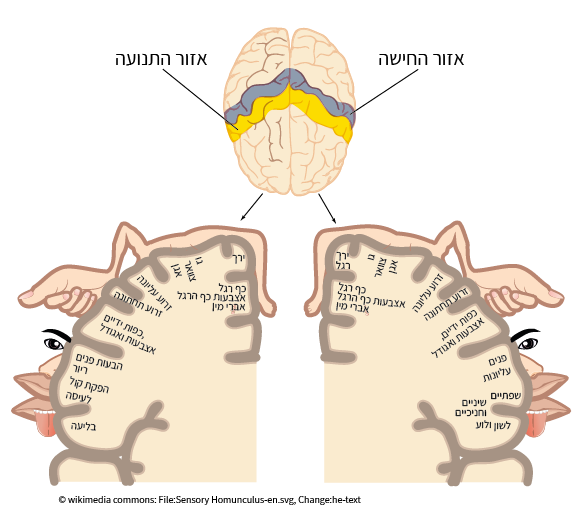 אזור החישה
אזור התנועה
ירך
רגל
גו
צוואר
אגן
זרוע עליונה
זרוע תחתונה
כפות ידיים,
אצבעות ואגודל
כף רגל
אצבעות כף הרגל
אברי מין
פנים
עליונות
שפתיים
שיניים
וחניכיים
לשון ולוע
ירך
גו
צוואר
אגן
זרוע עליונה
זרוע תחתונה
כפות ידיים,
אצבעות ואגודל
כף רגל
אצבעות כף הרגל
אברי מין
הבעות פנים
ריור
הפקת קול
לעיסה
בליעה
© wikimedia commons: File:Sensory Homunculus-en.svg, Change:he-text